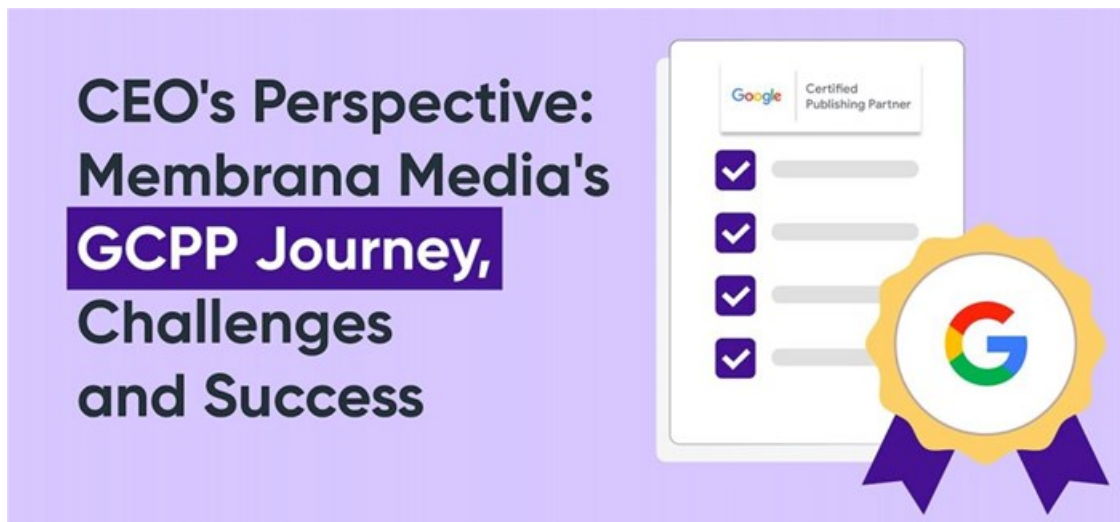 CEO's Perspective:
Membrana Media's
GCPP Journey,
Challenges
and Success
Google
Certified
Publishing Partner
G